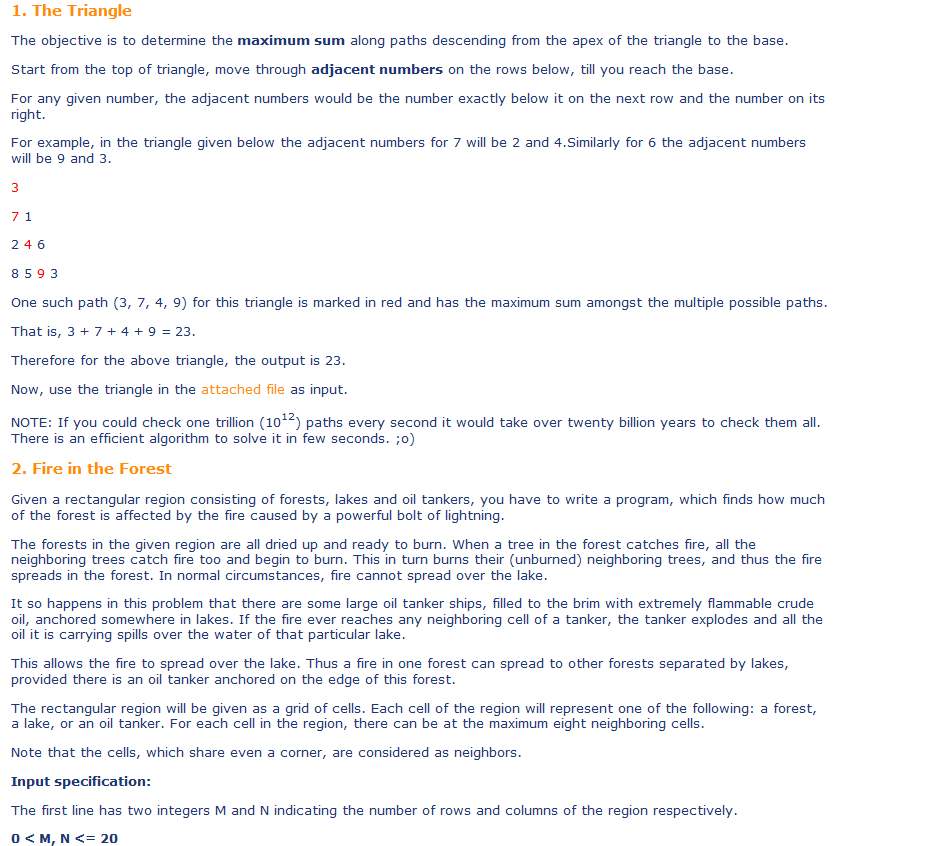 1. The Triangle
The objective is to determine the maximum sum along paths descending from the apex of the triangle to the base.
Start from the top of triangle, move through adjacent numbers on the rows below, till you reach the base.
For any given number, the adjacent numbers would be the number exactly below it on the next row and the number on its
right.
For example, in the triangle given below the adjacent numbers for 7 will be 2 and 4.Similarly for 6 the adjacent numbers
will be 9 and 3.
3
7 1
2 4 6
8 5 9 3
One such path (3, 7, 4, 9) for this triangle is marked in red and has the maximum sum amongst the multiple possible paths.
That is, 3 + 7 + 4 + 9 = 23.
Therefore for the above triangle, the output is 23.
Now, use the triangle in the attached file as input.
NOTE: If you could check one trillion (10¹²) paths every second it would take over twenty billion years to check them all.
There is an efficient algorithm to solve it in few seconds. ;o)
2. Fire in the Forest
Given a rectangular region consisting of forests, lakes and oil tankers, you have to write a program, which finds how much
of the forest is affected by the fire caused by a powerful bolt of lightning.
The forests in the given region are all dried up and ready to burn. When a tree in the forest catches fire, all the
neighboring trees catch fire too and begin to burn. This in turn burns their (unburned) neighboring trees, and thus the fire
spreads in the forest. In normal circumstances, fire cannot spread over the lake.
It so happens in this problem that there are some large oil tanker ships, filled to the brim with extremely flammable crude
oil, anchored somewhere in lakes. If the fire ever reaches any neighboring cell of a tanker, the tanker explodes and all the
oil it is carrying spills over the water of that particular lake.
This allows the fire to spread over the lake. Thus a fire in one forest can spread to other forests separated by lakes,
provided there is an oil tanker anchored on the edge of this forest.
The rectangular region will be given as a grid of cells. Each cell of the region will represent one of the following: a forest,
a lake, or an oil tanker. For each cell in the region, there can be at the maximum eight neighboring cells.
Note that the cells, which share even a corner, are considered as neighbors.
Input specification:
The first line has two integers M and N indicating the number of rows and columns of the region respectively.
0 < M, N <= 20